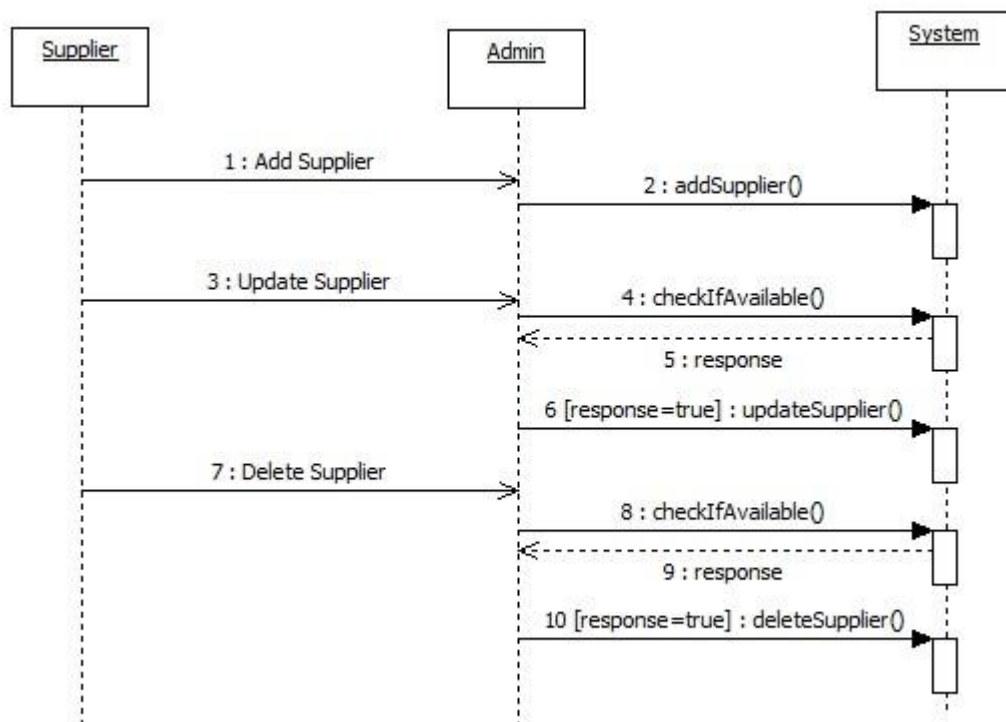 Supplier
Admin
System
1 : Add Supplier
2 : addSupplier()
3 : Update Supplier
4 : checkIfAvailable()
5 : response
6 [response=true] : updateSupplier()
7 : Delete Supplier
8 : checkIfAvailable()
9 : response
10 [response=true] : deleteSupplier()